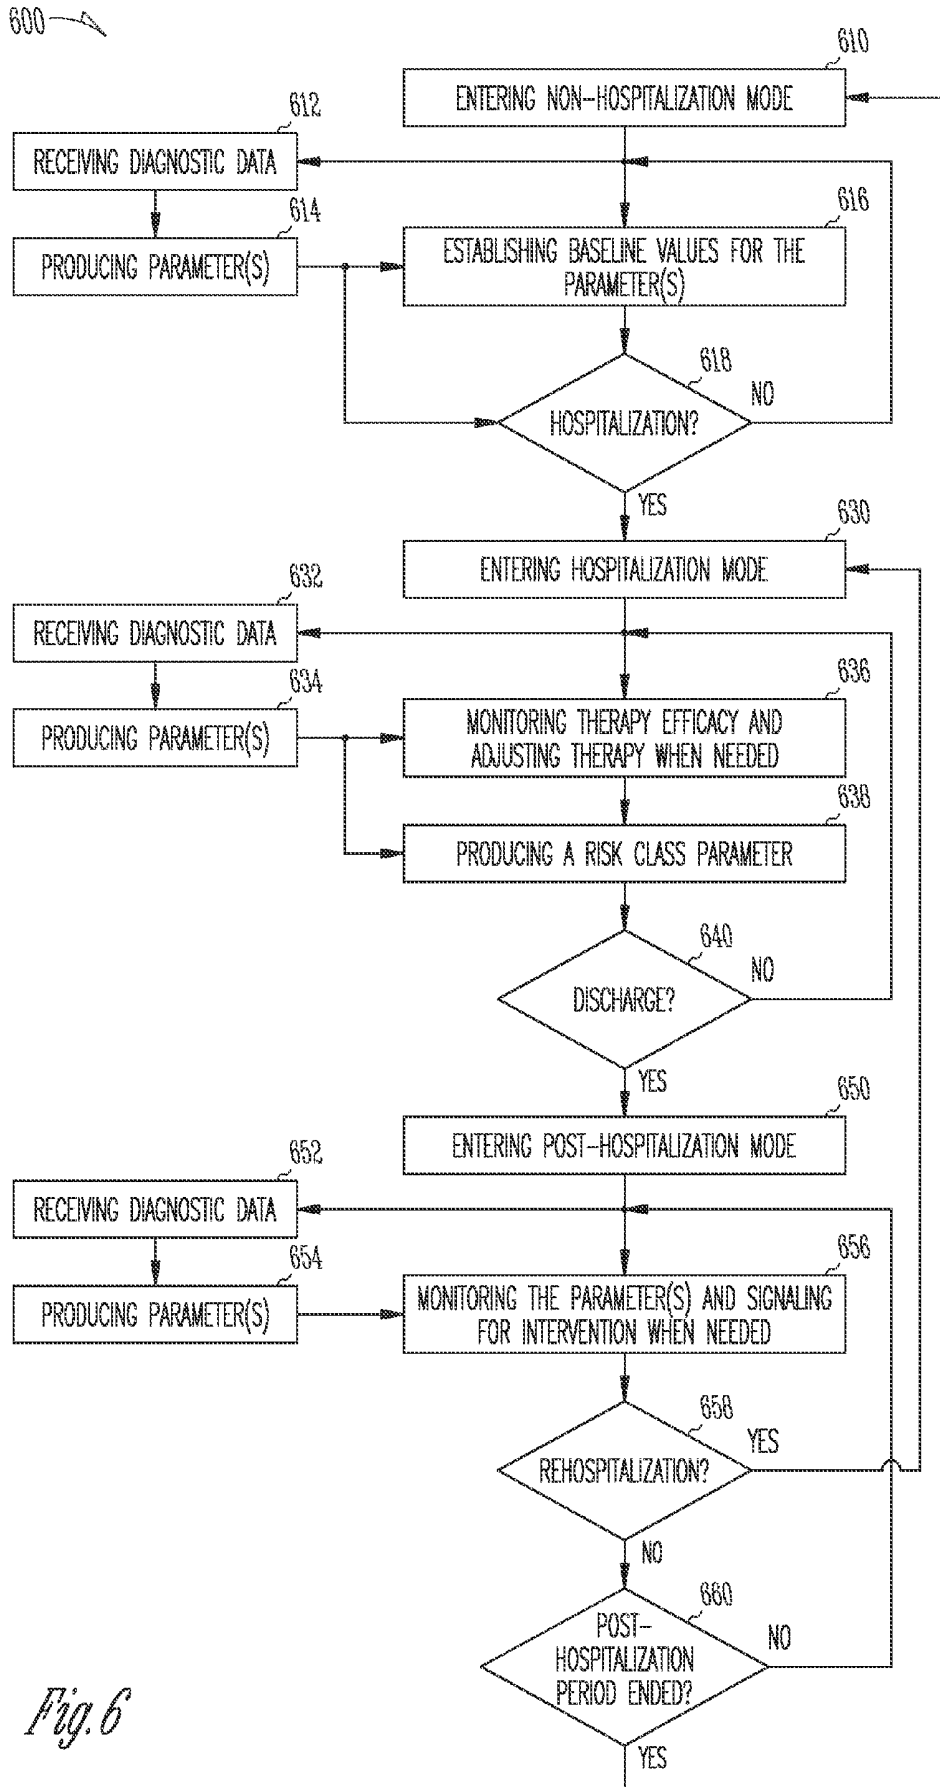 600
610
ENTERING NON-HOSPITALIZATION MODE
612
RECEIVING DIAGNOSTIC DATA
614
PRODUCING PARAMETER(S)
616
ESTABLISHING BASELINE VALUES FOR THE
PARAMETER(S)
618
HOSPITALIZATION?
NO
YES
630
ENTERING HOSPITALIZATION MODE
632
RECEIVING DIAGNOSTIC DATA
634
PRODUCING PARAMETER(S)
636
MONITORING THERAPY EFFICACY AND
ADJUSTING THERAPY WHEN NEEDED
638
PRODUCING A RISK CLASS PARAMETER
640
DISCHARGE?
NO
YES
650
ENTERING POST-HOSPITALIZATION MODE
652
RECEIVING DIAGNOSTIC DATA
654
PRODUCING PARAMETER(S)
656
MONITORING THE PARAMETER(S) AND SIGNALING
FOR INTERVENTION WHEN NEEDED
658
REHOSPITALIZATION?
YES
NO
660
POST-
HOSPITALIZATION
PERIOD ENDED?
NO
YES
Fig. 6